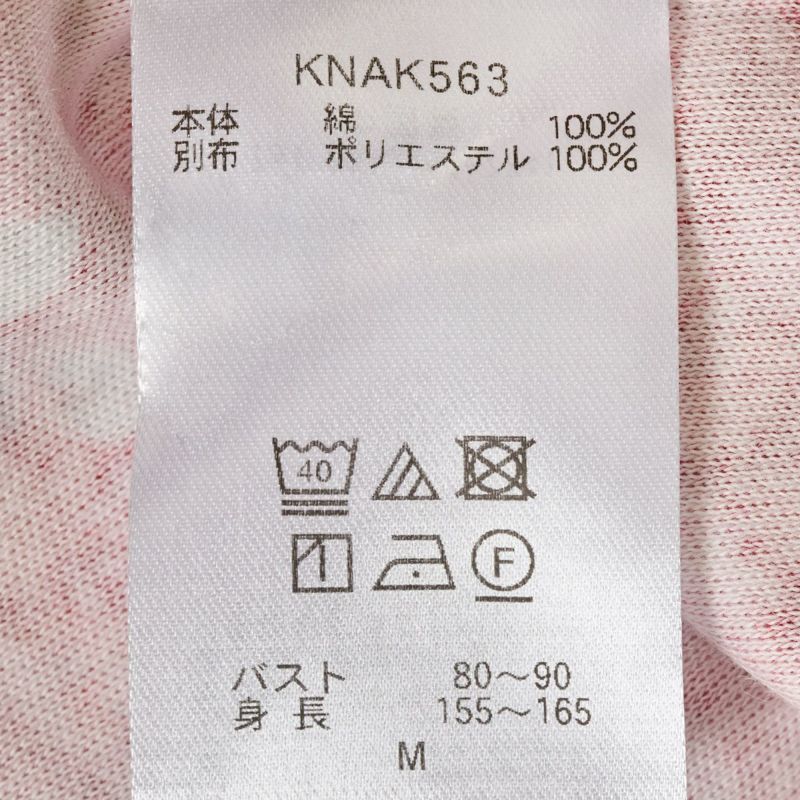 KNAK563
本体 綿 100%
別布 ポリエステル 100%
40
F
バスト 80～90
身長 155～165
M